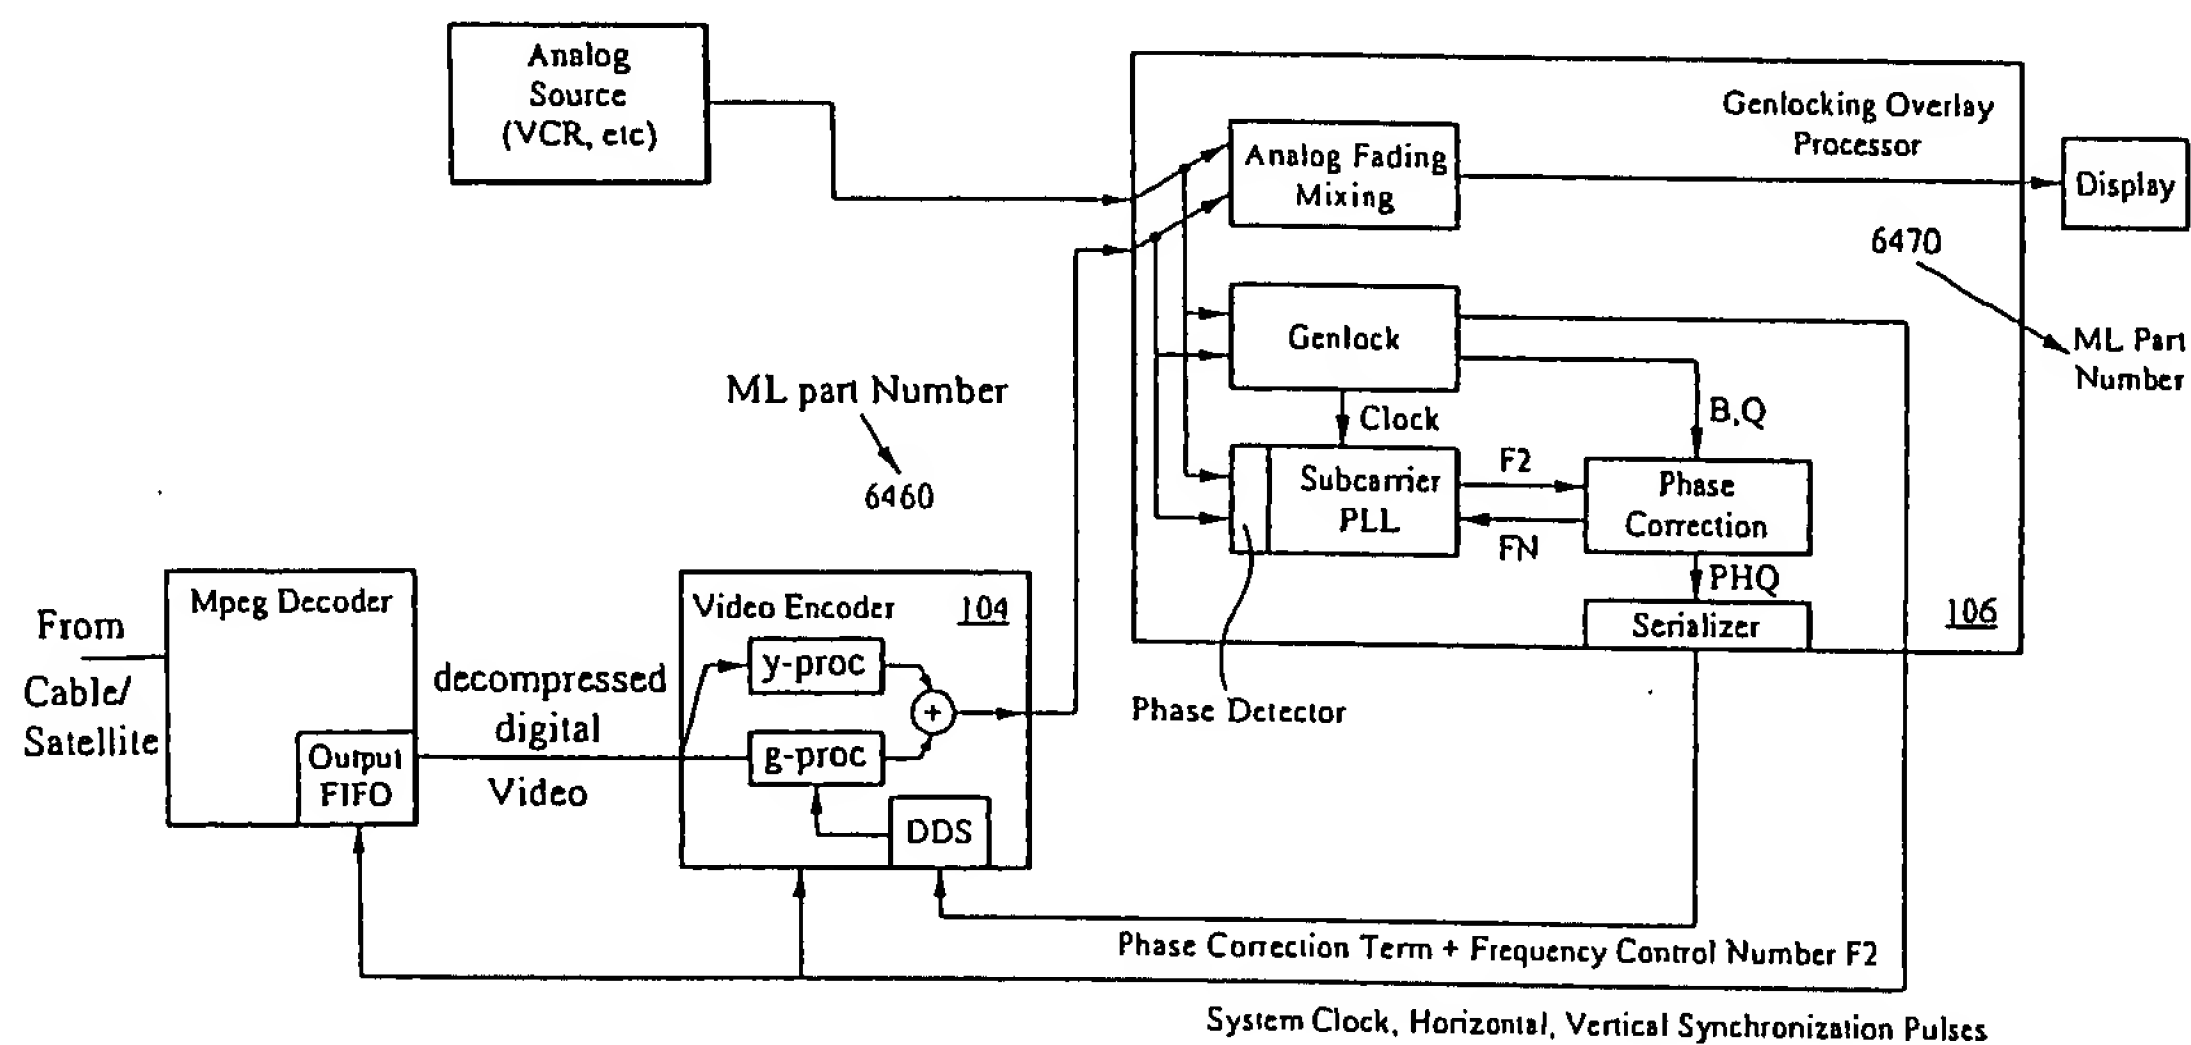 Analog
Source
(VCR, etc)
Genlocking Overlay
Processor
Analog Fading
Mixing
Display
6470
ML Part
Number
Genlock
ML part Number
6460
Clock
B,Q
Subcarrier
PLL
F2
FN
Phase
Correction
PHQ
Serializer
106
Phase Detector
From
Cable/
Satellite
Mpeg Decoder
Output
FIFO
decompressed
digital
Video
Video Encoder
104
y-proc
+
g-proc
DDS
Phase Correction Term + Frequency Control Number F2
System Clock, Horizontal, Vertical Synchronization Pulses